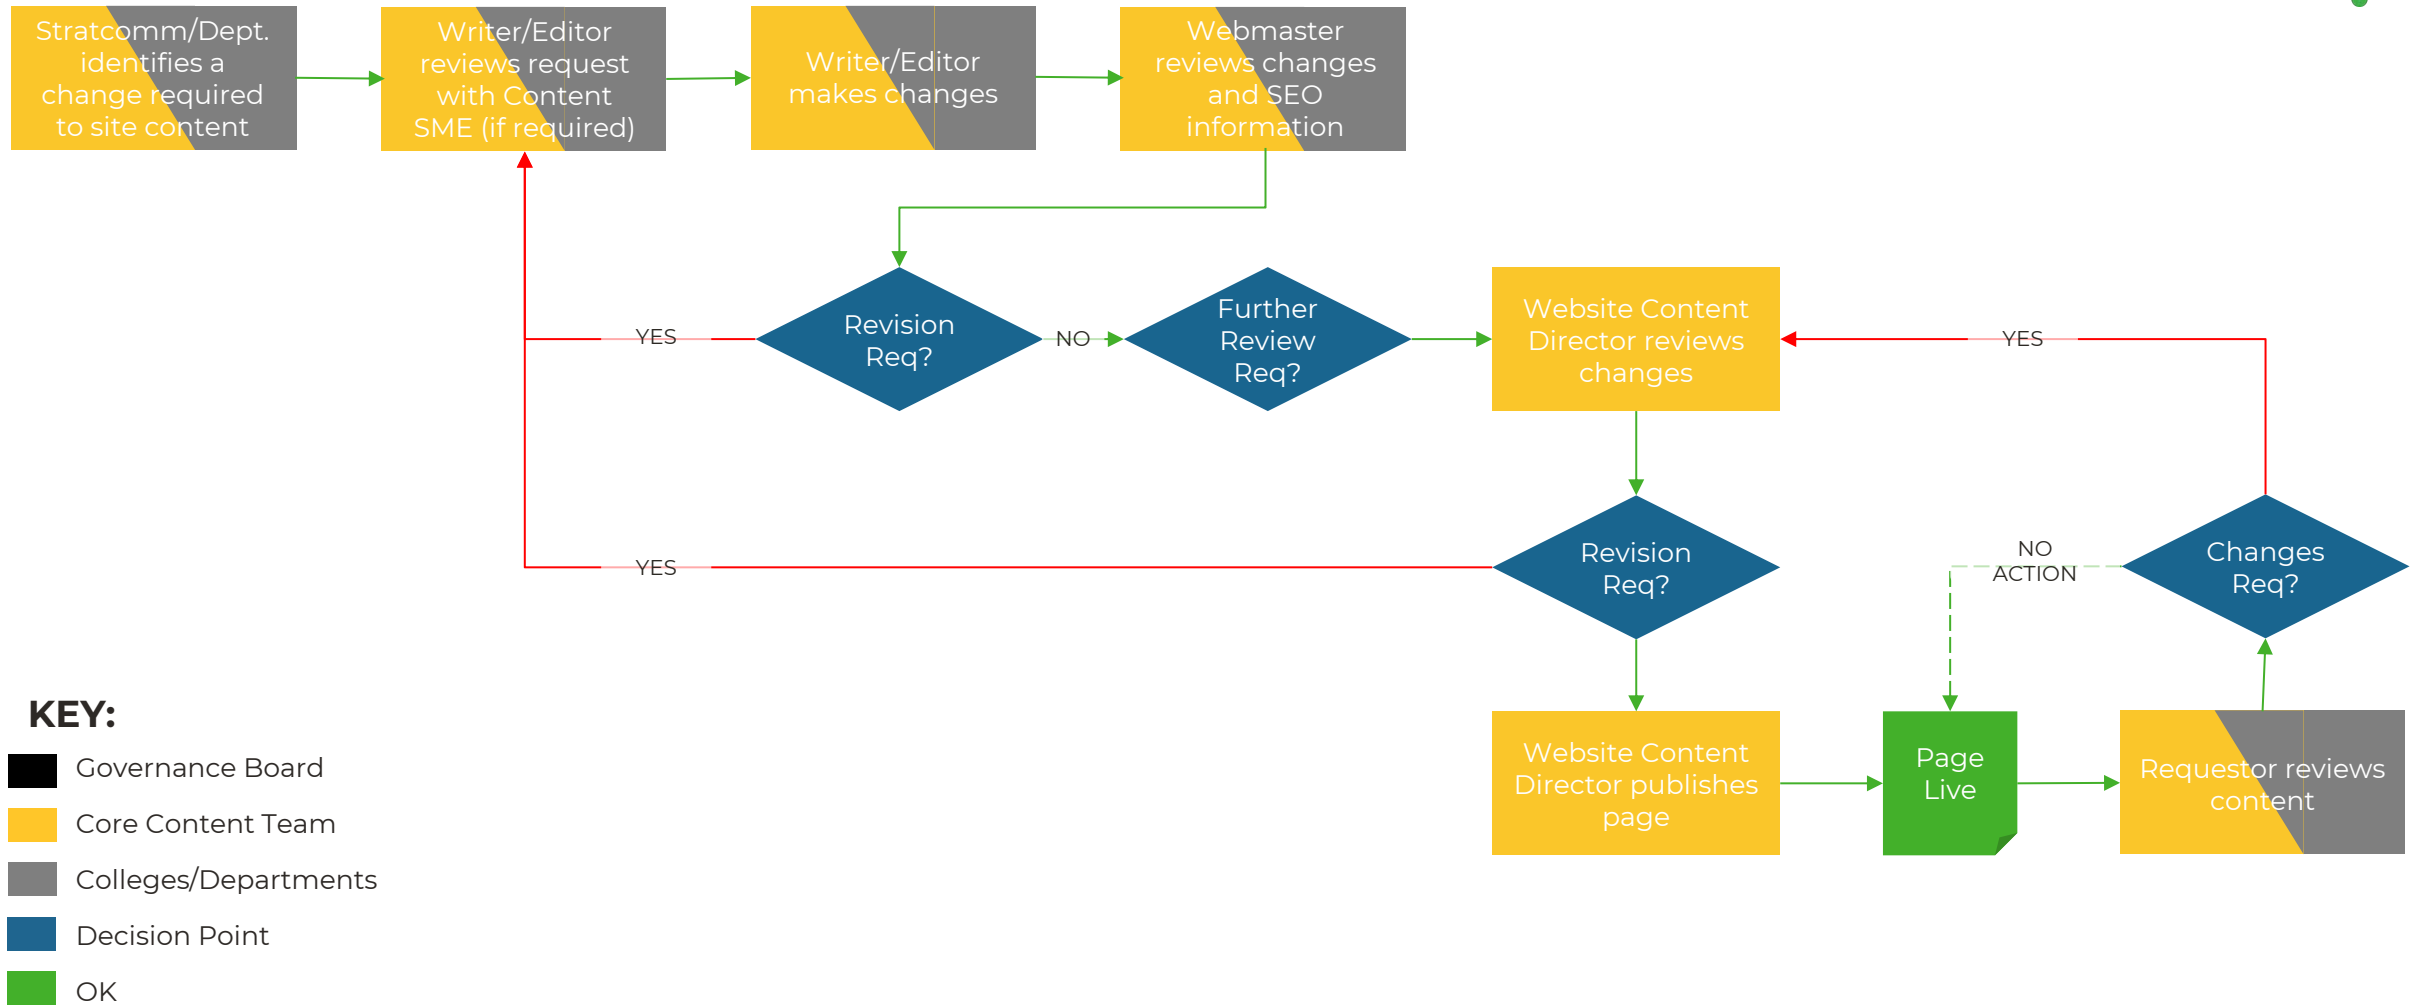 Stratcomm/Dept.
identifies a
change required
to site content
Writer/Editor
reviews request
with Content
SME (if required)
Writer/Editor
makes changes
Webmaster
reviews changes
and SEO
information
YES
Revision
Req?
NO
Further
Review
Req?
Website Content
Director reviews
changes
YES
YES
Revision
Req?
NO
ACTION
Changes
Req?
Website Content
Director publishes
page
Page
Live
Requestor reviews
content
KEY:
Governance Board
Core Content Team
Colleges/Departments
Decision Point
OK